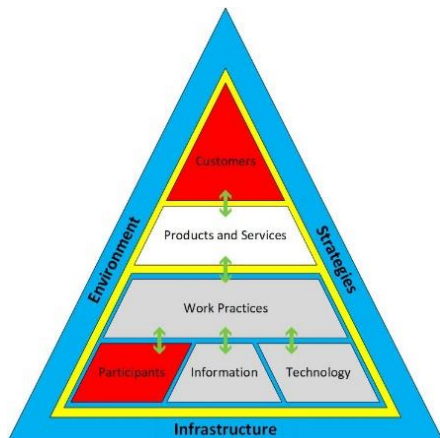 Customers
Products and Services
Environment
Strategies
Work Practices
Participants
Information
Technology
Infrastructure